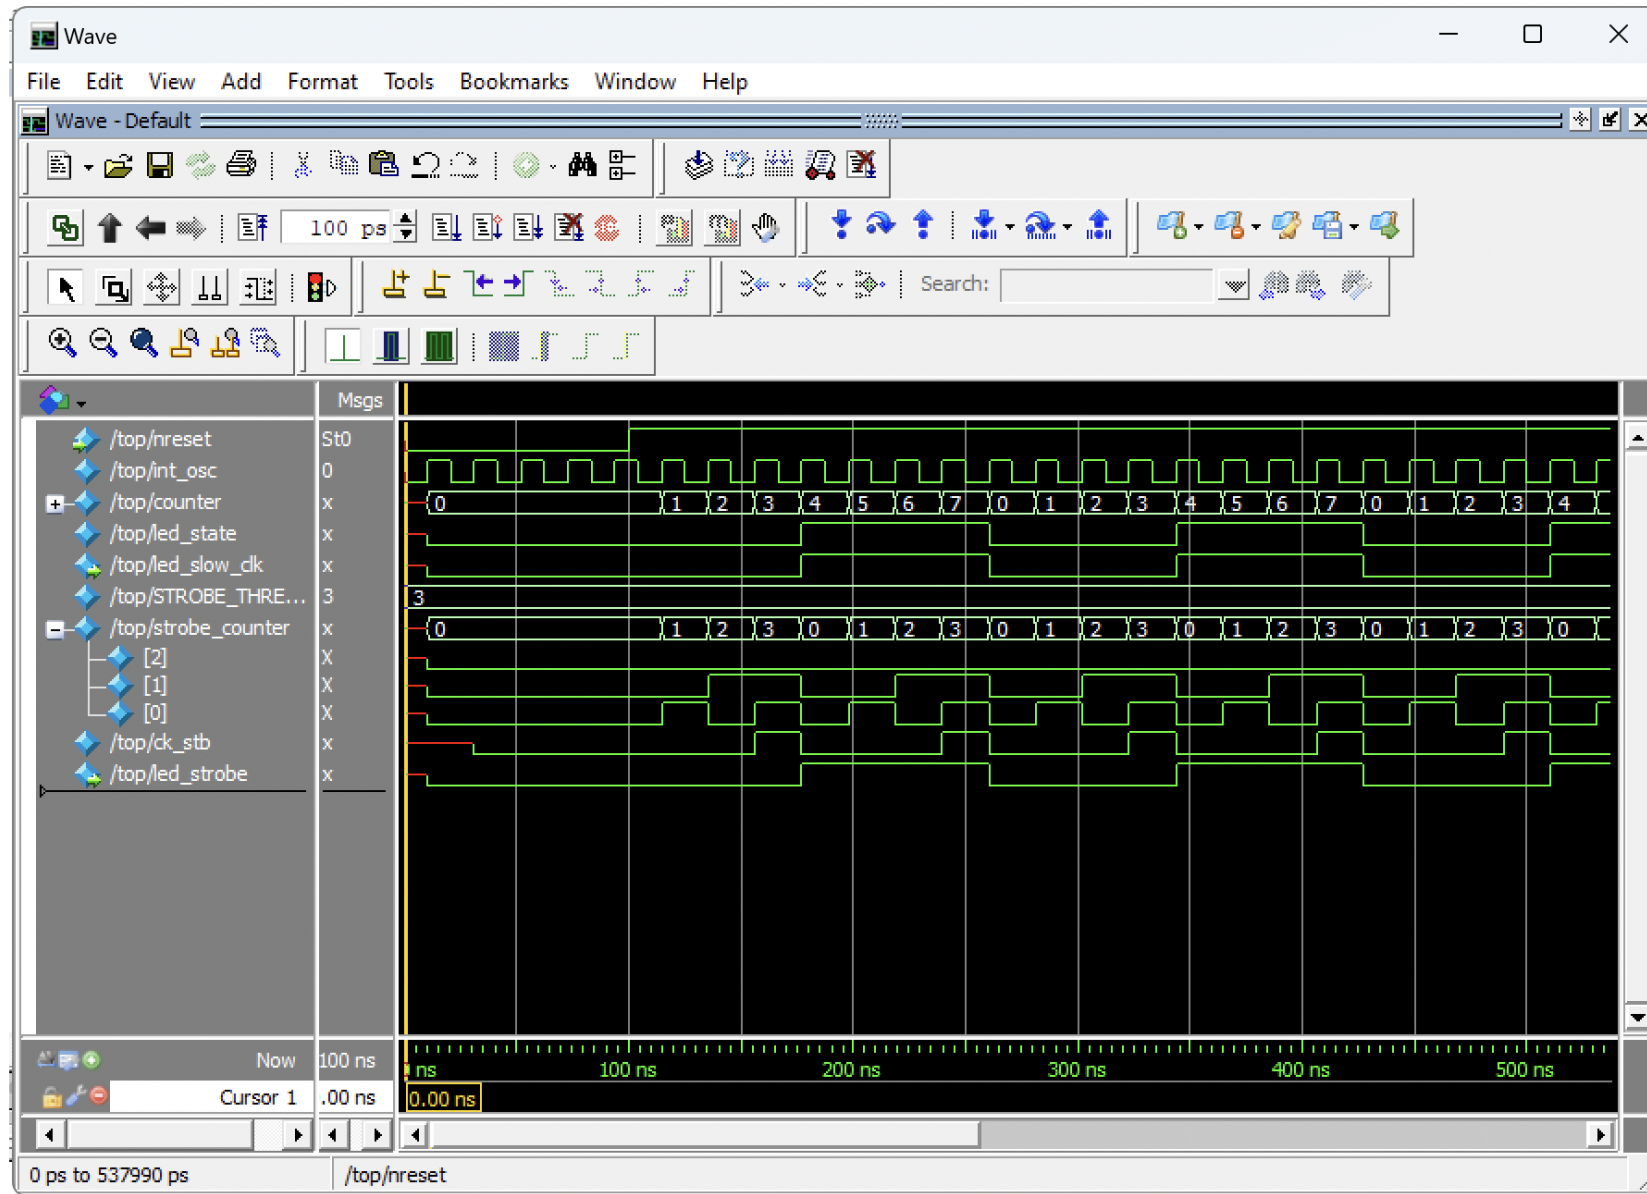 Wave
File Edit View Add Format Tools Bookmarks Window Help
Wave - Default
100 ps
Search:
Msgs
/top/nreset St0
/top/int_osc 0
/top/counter x 0 1 2 3 4 5 6 7 0 1 2 3 4 5 6 7 0 1 2 3 4
/top/led_state x
/top/led_slow_clk x
/top/STROBE_THRE... 3 3
/top/strobe_counter x 0 1 2 3 0 1 2 3 0 1 2 3 0 1 2 3 0 1 2 3 0
[2] X
[1] X
[0] X
/top/ck_stb x
/top/led_strobe x
Now 100 ns ns 100 ns 200 ns 300 ns 400 ns 500 ns
Cursor 1 .00 ns 0.00 ns
0 ps to 537990 ps /top/nreset